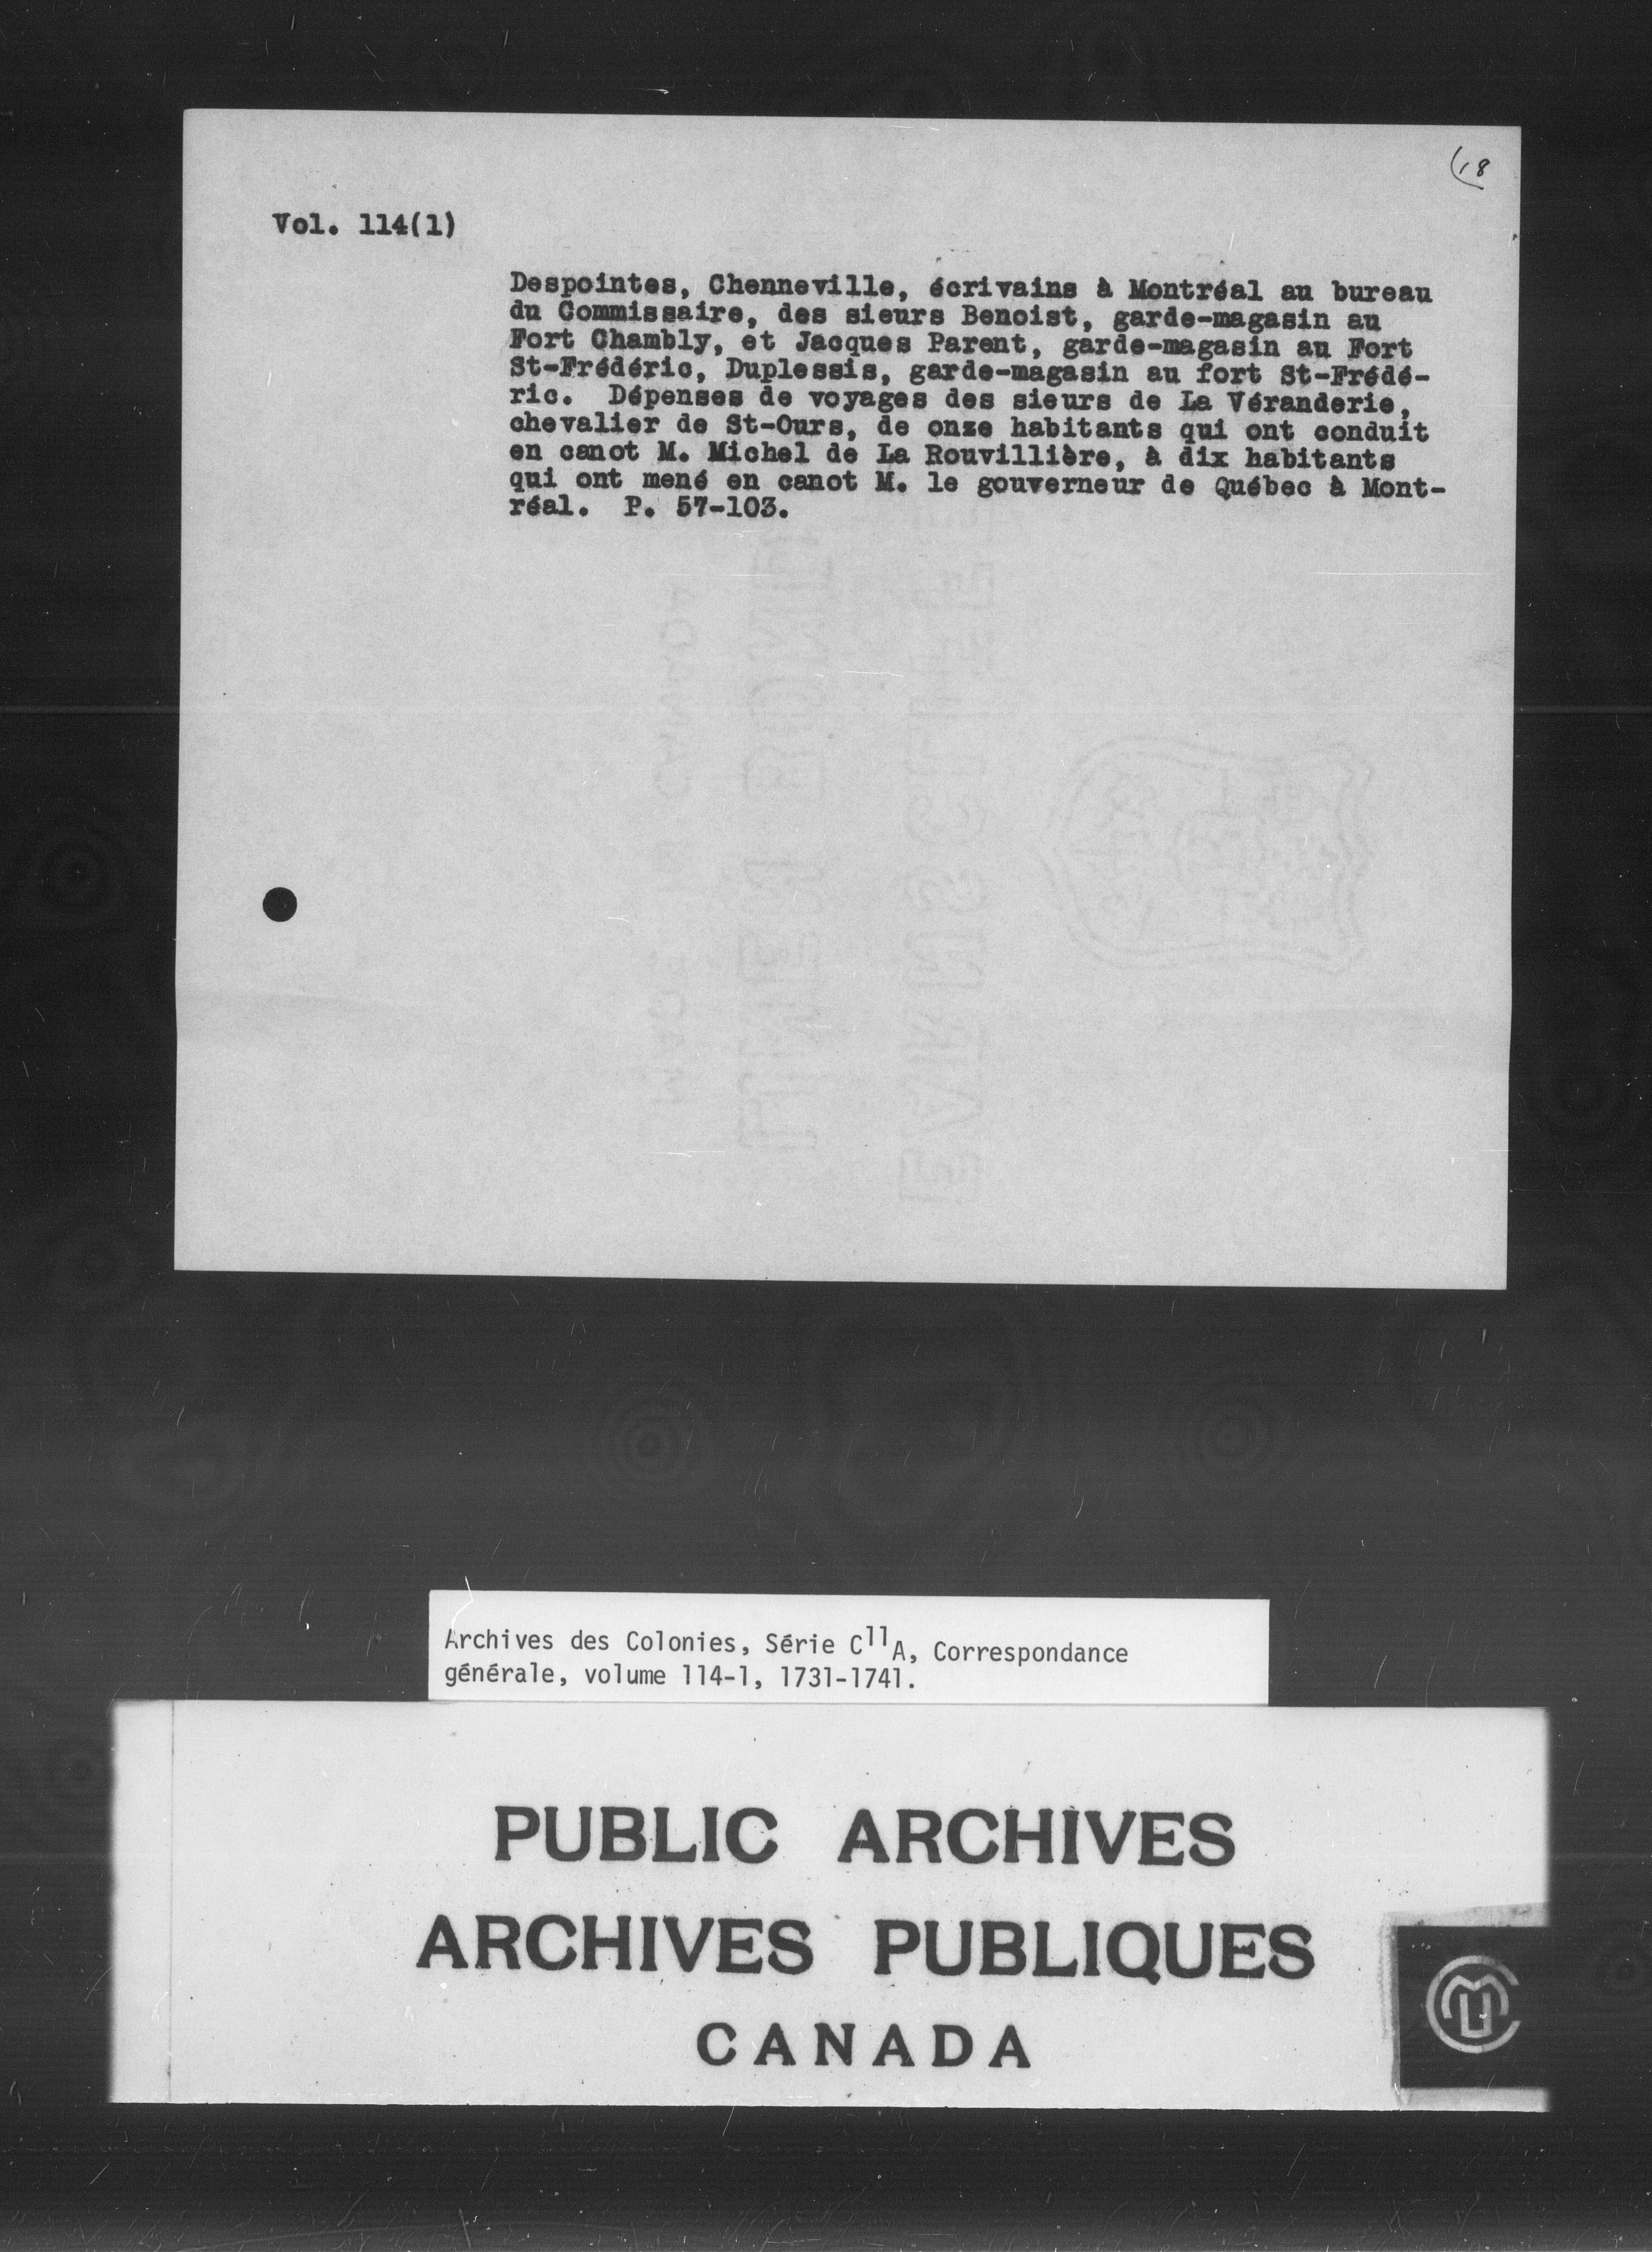 18
Vol. 114(1)
Despointes, Chenneville, écrivains à Montréal au bureau
du Commissaire, des sieurs Benoist, garde-magasin au
Fort Chambly, et Jacques Parent, garde-magasin au Fort
St-Frédéric, Duplessis, garde-magasin au fort St-Frédé-
ric. Dépenses de voyages des sieurs de La Véranderie,
chevalier de St-Ours, de onze habitants qui ont conduit
en canot M. Michel de La Rouvillière, à dix habitants
qui ont mené en canot M. le gouverneur de Québec à Mont-
réal. P. 57-103.
Archives des Colonies, Série C11A, Correspondance
générale, volume 114-1, 1731-1741.
PUBLIC ARCHIVES
ARCHIVES PUBLIQUES
CANADA